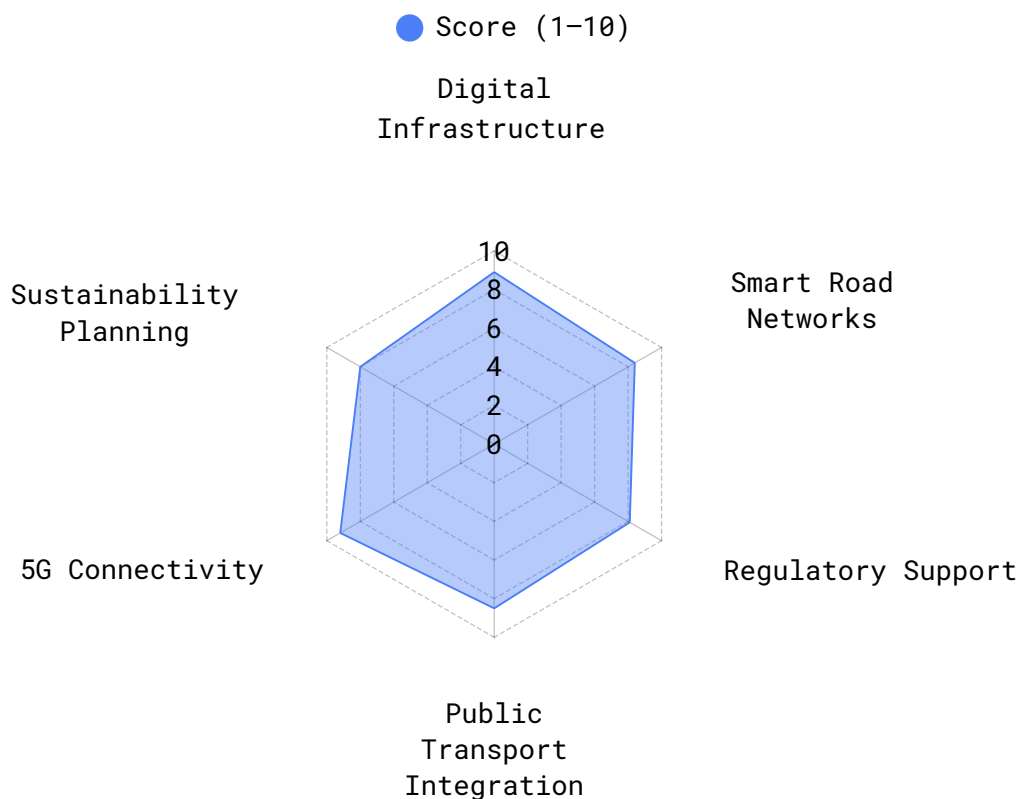 Score (1–10)
Digital
Infrastructure
Smart Road
Networks
Regulatory Support
Public
Transport
Integration
5G Connectivity
Sustainability
Planning
10
8
6
4
2
0